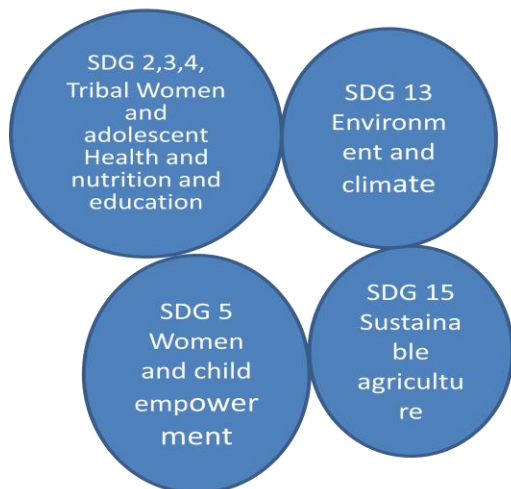 SDG 2,3,4,
Tribal Women
and
adolescent
Health and
nutrition and
education
SDG 13
Environm
ent and
climate
SDG 5
Women
and child
empower
ment
SDG 15
Sustaina
ble
agricultu
re